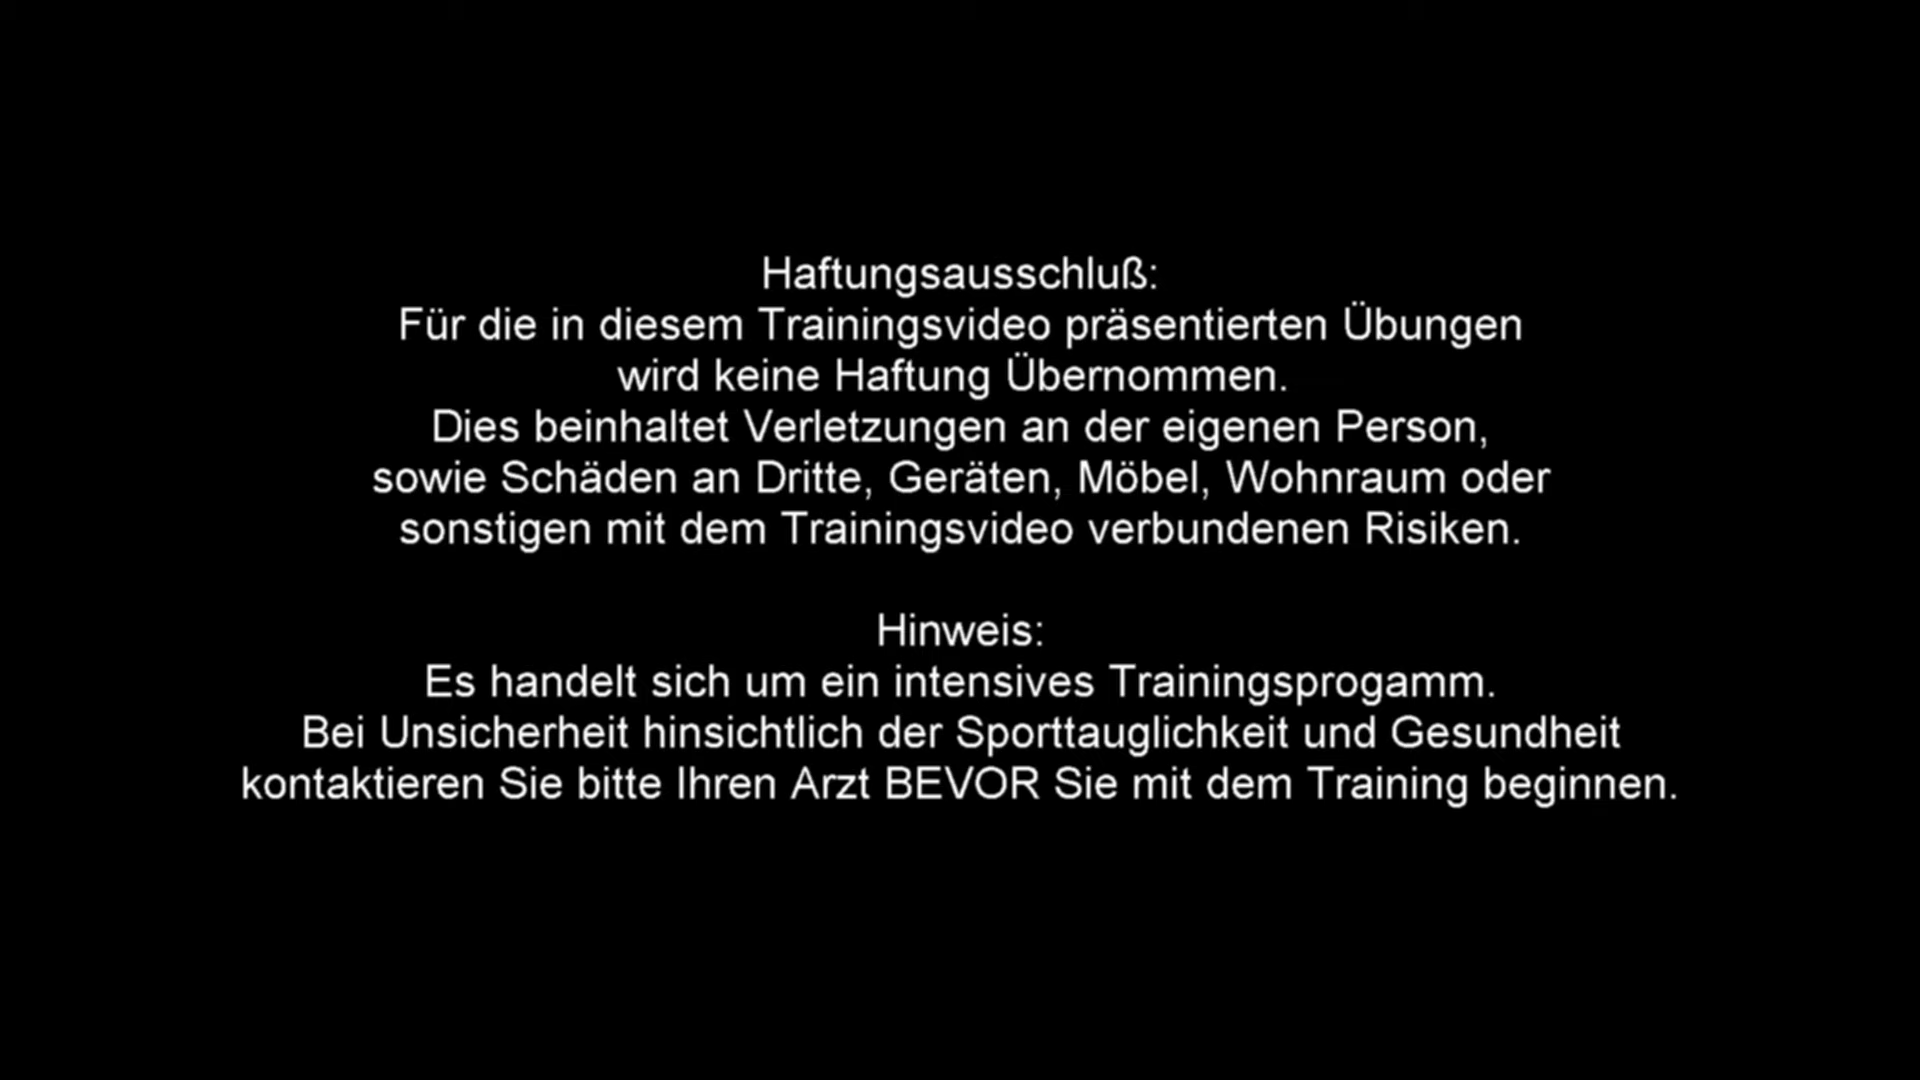 Haftungsausschluß:
Für die in diesem Trainingsvideo präsentierten Übungen
wird keine Haftung Übernommen.
Dies beinhaltet Verletzungen an der eigenen Person,
sowie Schäden an Dritte, Geräten, Möbel, Wohnraum oder
sonstigen mit dem Trainingsvideo verbundenen Risiken.
Hinweis:
Es handelt sich um ein intensives Trainingsprogamm.
Bei Unsicherheit hinsichtlich der Sporttauglichkeit und Gesundheit
kontaktieren Sie bitte Ihren Arzt BEVOR Sie mit dem Training beginnen.